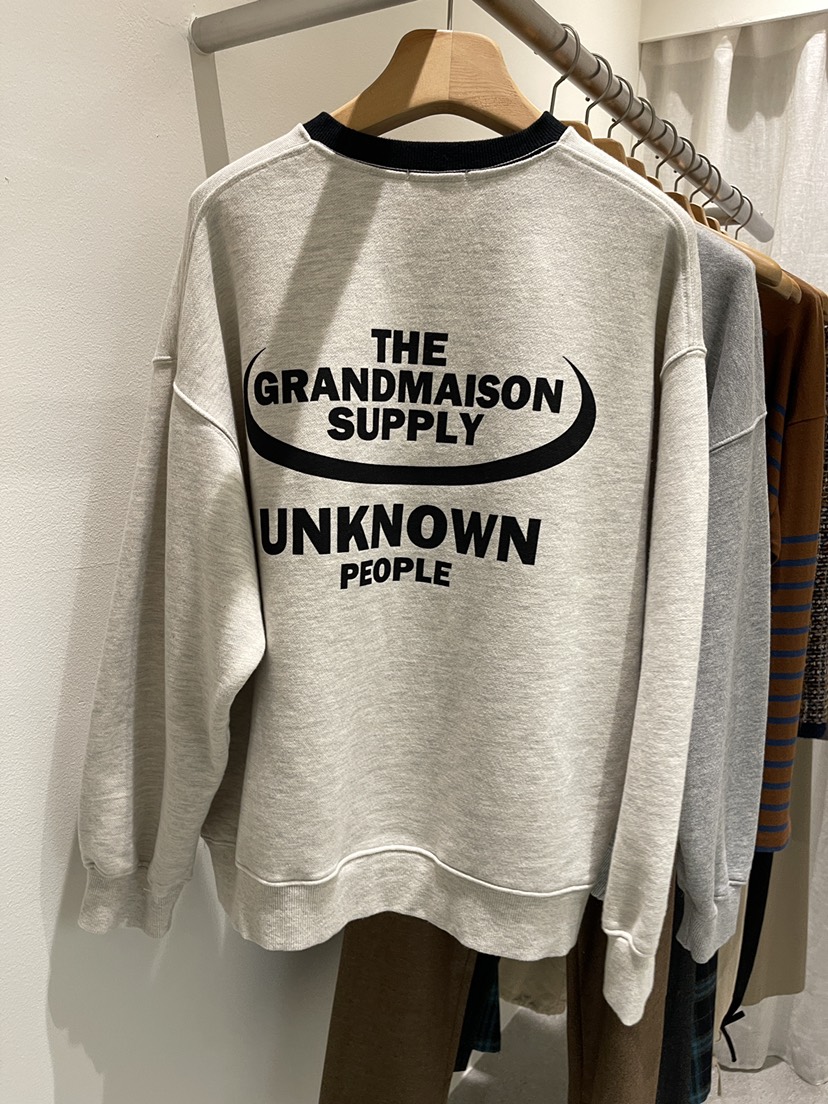 THE
GRANDMAISON
SUPPLY
UNKNOWN
PEOPLE